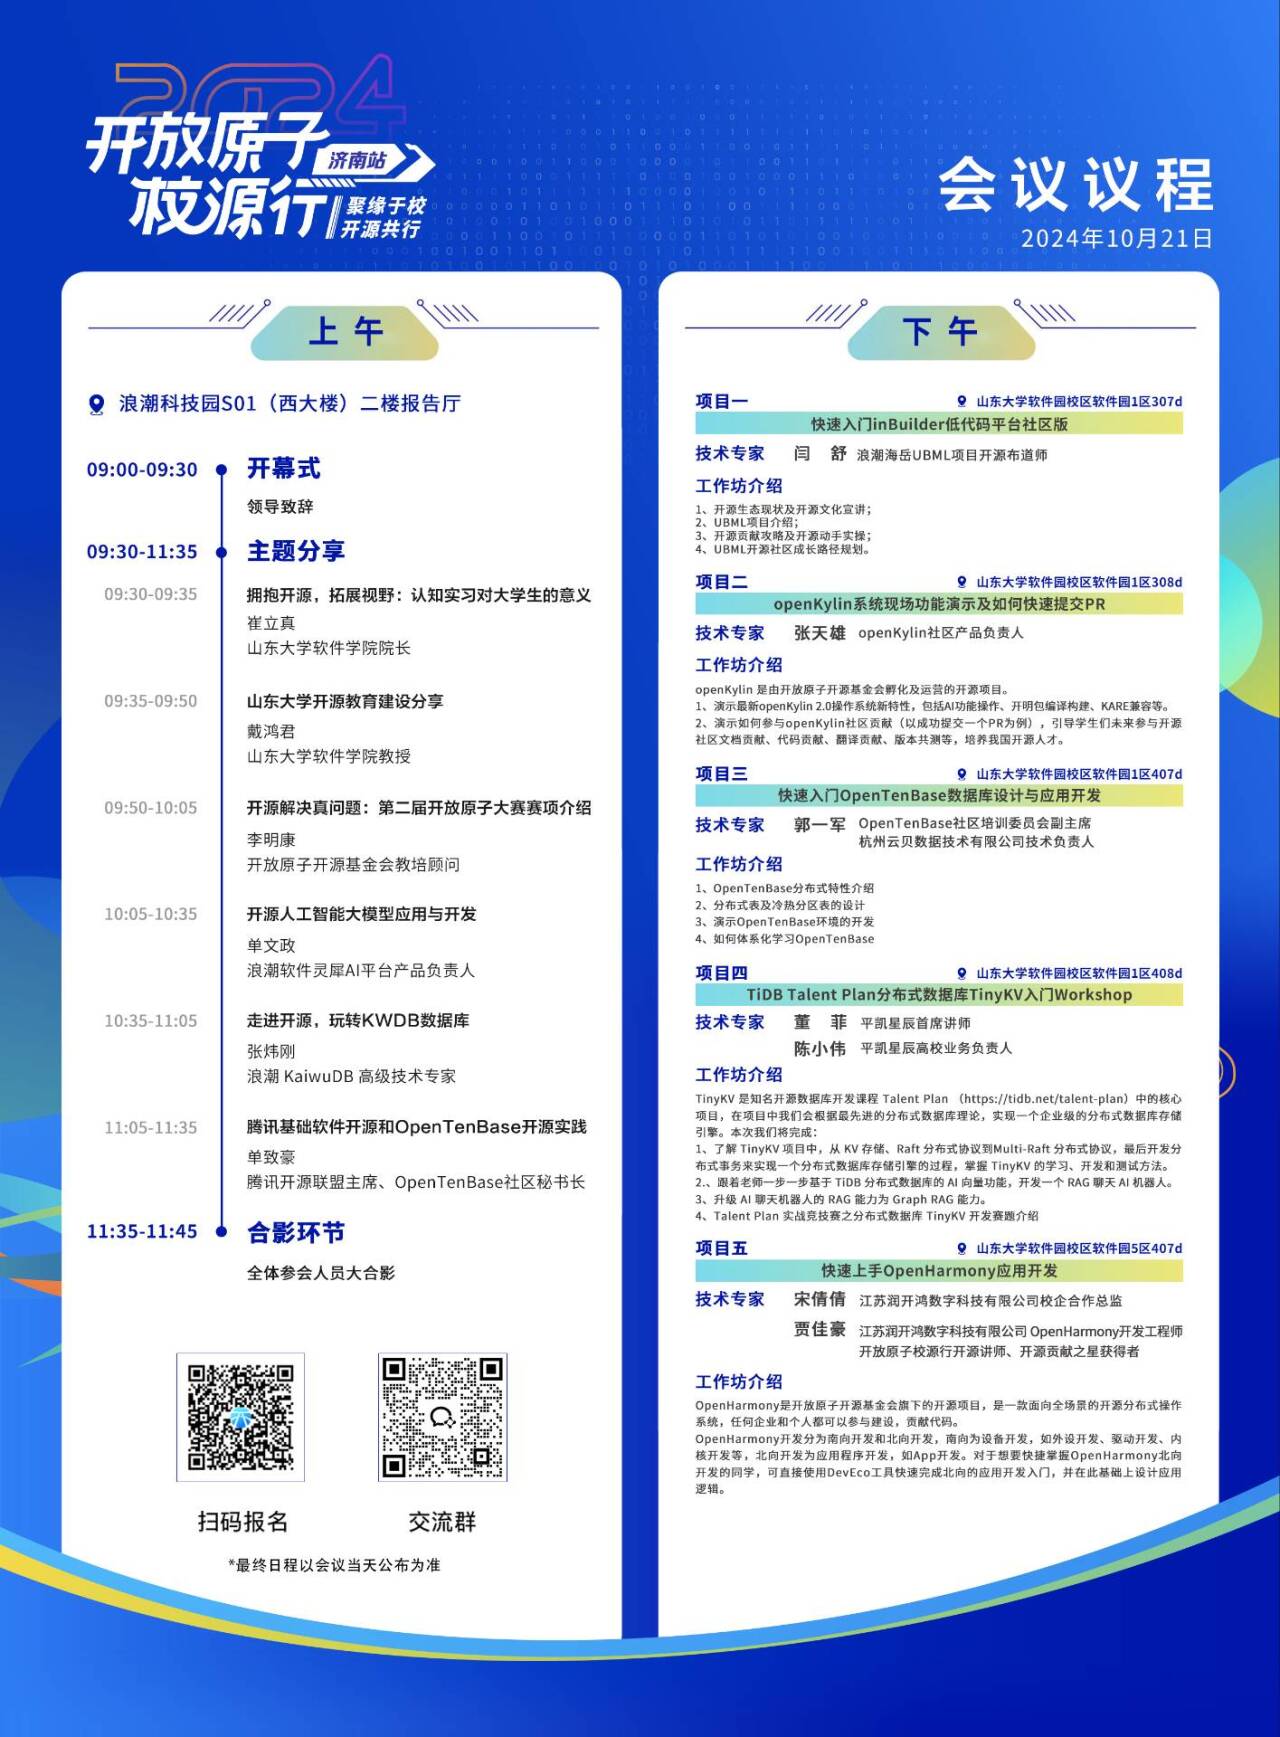 2024
开放原子
济南站
校源行
聚缘于校
开源共行
会议议程
2024年10月21日
上午
浪潮科技园S01（西大楼）二楼报告厅
09:00-09:30 开幕式
领导致辞
09:30-11:35 主题分享
09:30-09:35 拥抱开源，拓展视野：认知实习对大学生的意义
崔立真
山东大学软件学院院长
09:35-09:50 山东大学开源教育建设分享
戴鸿君
山东大学软件学院教授
09:50-10:05 开源解决真问题：第二届开放原子大赛赛项介绍
李明康
开放原子开源基金会教培顾问
10:05-10:35 开源人工智能大模型应用与开发
单文政
浪潮软件灵犀AI平台产品负责人
10:35-11:05 走进开源，玩转KWDB数据库
张炜刚
浪潮 KaiwuDB 高级技术专家
11:05-11:35 腾讯基础软件开源和OpenTenBase开源实践
单致豪
腾讯开源联盟主席、OpenTenBase社区秘书长
11:35-11:45 合影环节
全体参会人员大合影
扫码报名 交流群
*最终日程以会议当天公布为准
下午
项目一 山东大学软件园校区软件园1区307d
快速入门inBuilder低代码平台社区版
技术专家 闫 舒 浪潮海岳UBML项目开源布道师
工作坊介绍
1、开源生态现状及开源文化宣讲；
2、UBML项目介绍；
3、开源贡献攻略及开源动手实操；
4、UBML开源社区成长路径规划。
项目二 山东大学软件园校区软件园1区308d
openKylin系统现场功能演示及如何快速提交PR
技术专家 张天雄 openKylin社区产品负责人
工作坊介绍
openKylin 是由开放原子开源基金会孵化及运营的开源项目。
1、演示最新openKylin 2.0操作系统新特性，包括AI功能操作、开明包编译构建、KARE兼容等。
2、演示如何参与openKylin社区贡献（以成功提交一个PR为例），引导学生们未来参与开源
社区文档贡献、代码贡献、翻译贡献、版本共测等，培养我国开源人才。
项目三 山东大学软件园校区软件园1区407d
快速入门OpenTenBase数据库设计与应用开发
技术专家 郭一军 OpenTenBase社区培训委员会副主席
杭州云贝数据技术有限公司技术负责人
工作坊介绍
1、OpenTenBase分布式特性介绍
2、分布式表及冷热分区表的设计
3、演示OpenTenBase环境的开发
4、如何体系化学习OpenTenBase
项目四 山东大学软件园校区软件园1区408d
TiDB Talent Plan分布式数据库TinyKV入门Workshop
技术专家 董 菲 平凯星辰首席讲师
陈小伟 平凯星辰高校业务负责人
工作坊介绍
TinyKV 是知名开源数据库开发课程 Talent Plan （https://tidb.net/talent-plan）中的核心
项目，在项目中我们会根据最先进的分布式数据库理论，实现一个企业级的分布式数据库存储
引擎。本次我们将完成：
1、了解 TinyKV 项目中，从 KV 存储、Raft 分布式协议到Multi-Raft 分布式协议，最后开发分
布式事务来实现一个分布式数据库存储引擎的过程，掌握 TinyKV 的学习、开发和测试方法。
2.、跟着老师一步一步基于 TiDB 分布式数据库的 AI 向量功能，开发一个 RAG 聊天 AI 机器人。
3、升级 AI 聊天机器人的 RAG 能力为 Graph RAG 能力。
4、Talent Plan 实战竞技赛之分布式数据库 TinyKV 开发赛题介绍
项目五 山东大学软件园校区软件园5区407d
快速上手OpenHarmony应用开发
技术专家 宋倩倩 江苏润开鸿数字科技有限公司校企合作总监
贾佳豪 江苏润开鸿数字科技有限公司 OpenHarmony开发工程师
开放原子校源行开源讲师、开源贡献之星获得者
工作坊介绍
OpenHarmony是开放原子开源基金会旗下的开源项目，是一款面向全场景的开源分布式操作
系统，任何企业和个人都可以参与建设，贡献代码。
OpenHarmony开发分为南向开发和北向开发，南向为设备开发，如外设开发、驱动开发、内
核开发等，北向开发为应用程序开发，如App开发。对于想要快捷掌握OpenHarmony北向
开发的同学，可直接使用DevEco工具快速完成北向的应用开发入门，并在此基础上设计应用
逻辑。